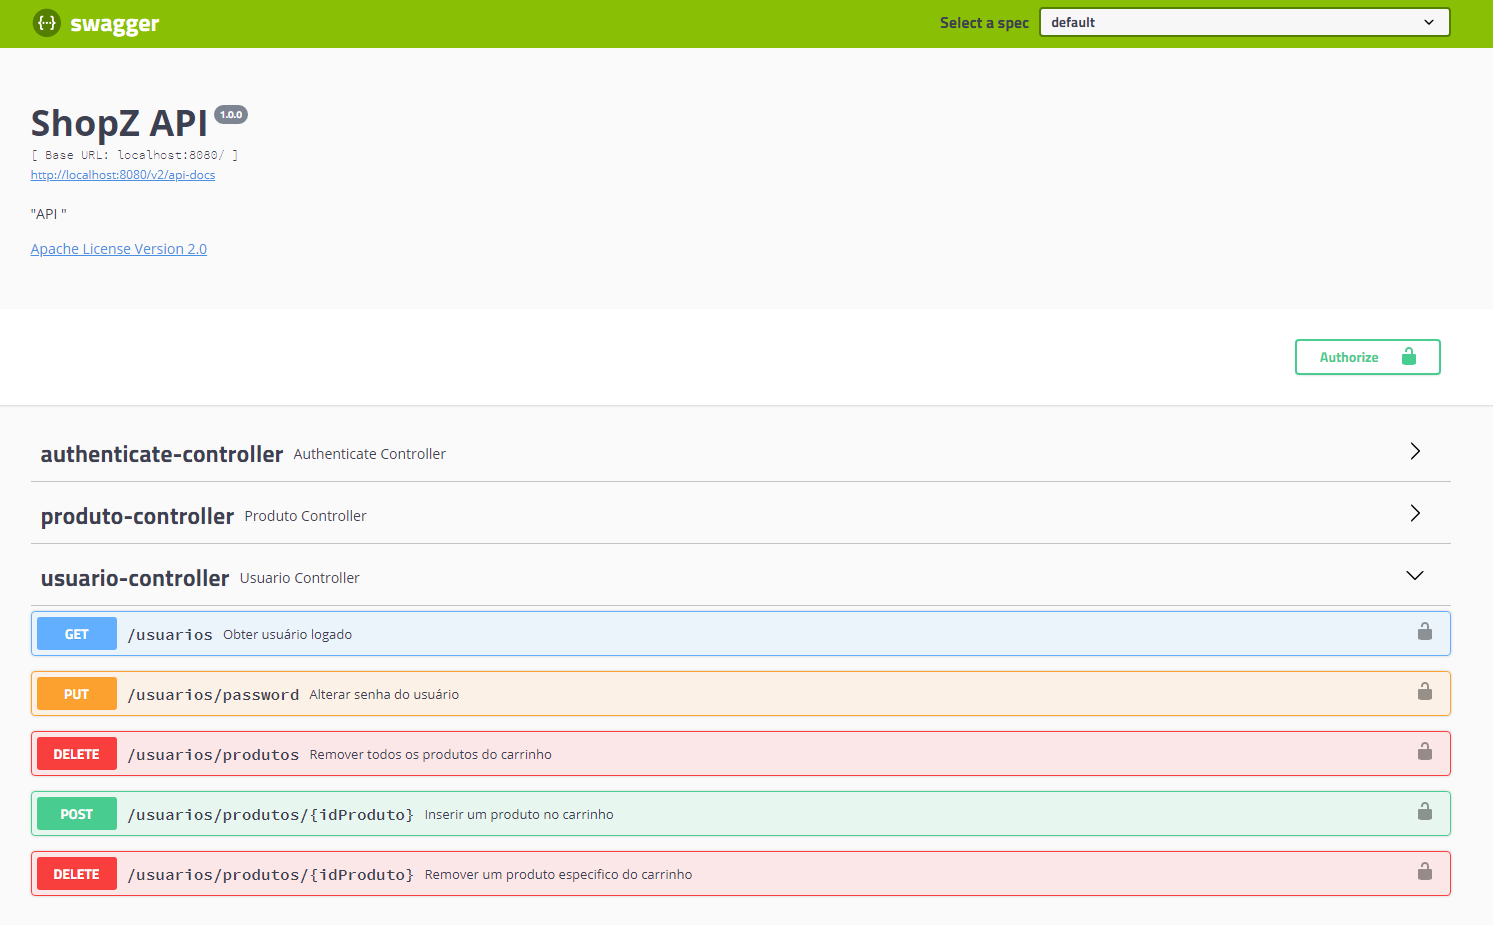 {···} swagger
Select a spec default
ShopZ API 1.0.0
[ Base URL: localhost:8080/ ]
http://localhost:8080/v2/api-docs
"API "
Apache License Version 2.0
Authorize
authenticate-controller Authenticate Controller
produto-controller Produto Controller
usuario-controller Usuario Controller
GET /usuarios Obter usuário logado
PUT /usuarios/password Alterar senha do usuário
DELETE /usuarios/produtos Remover todos os produtos do carrinho
POST /usuarios/produtos/{idProduto} Inserir um produto no carrinho
DELETE /usuarios/produtos/{idProduto} Remover um produto especifico do carrinho